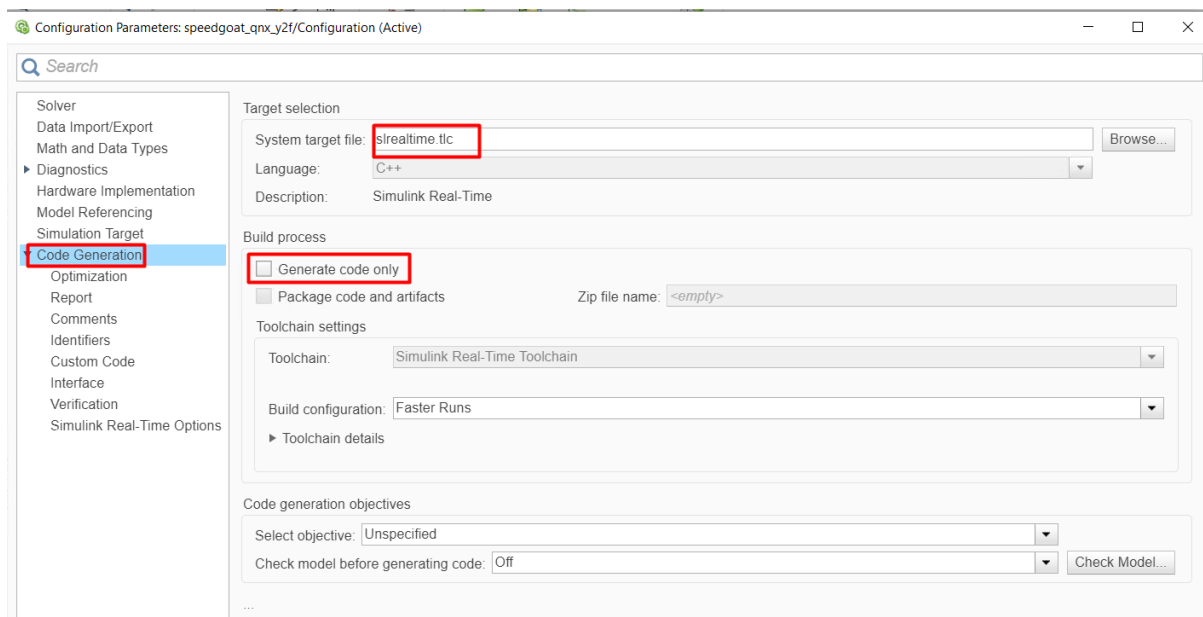 Configuration Parameters: speedgoat_qnx_y2f/Configuration (Active)
Search
Solver
Data Import/Export
Math and Data Types
Diagnostics
Hardware Implementation
Model Referencing
Simulation Target
Code Generation
Optimization
Report
Comments
Identifiers
Custom Code
Interface
Verification
Simulink Real-Time Options
Target selection
System target file: slrealtime.tlc Browse...
Language: C++
Description: Simulink Real-Time
Build process
Generate code only
Package code and artifacts Zip file name: <empty>
Toolchain settings
Toolchain: Simulink Real-Time Toolchain
Build configuration: Faster Runs
Toolchain details
Code generation objectives
Select objective: Unspecified
Check model before generating code: Off Check Model...
...